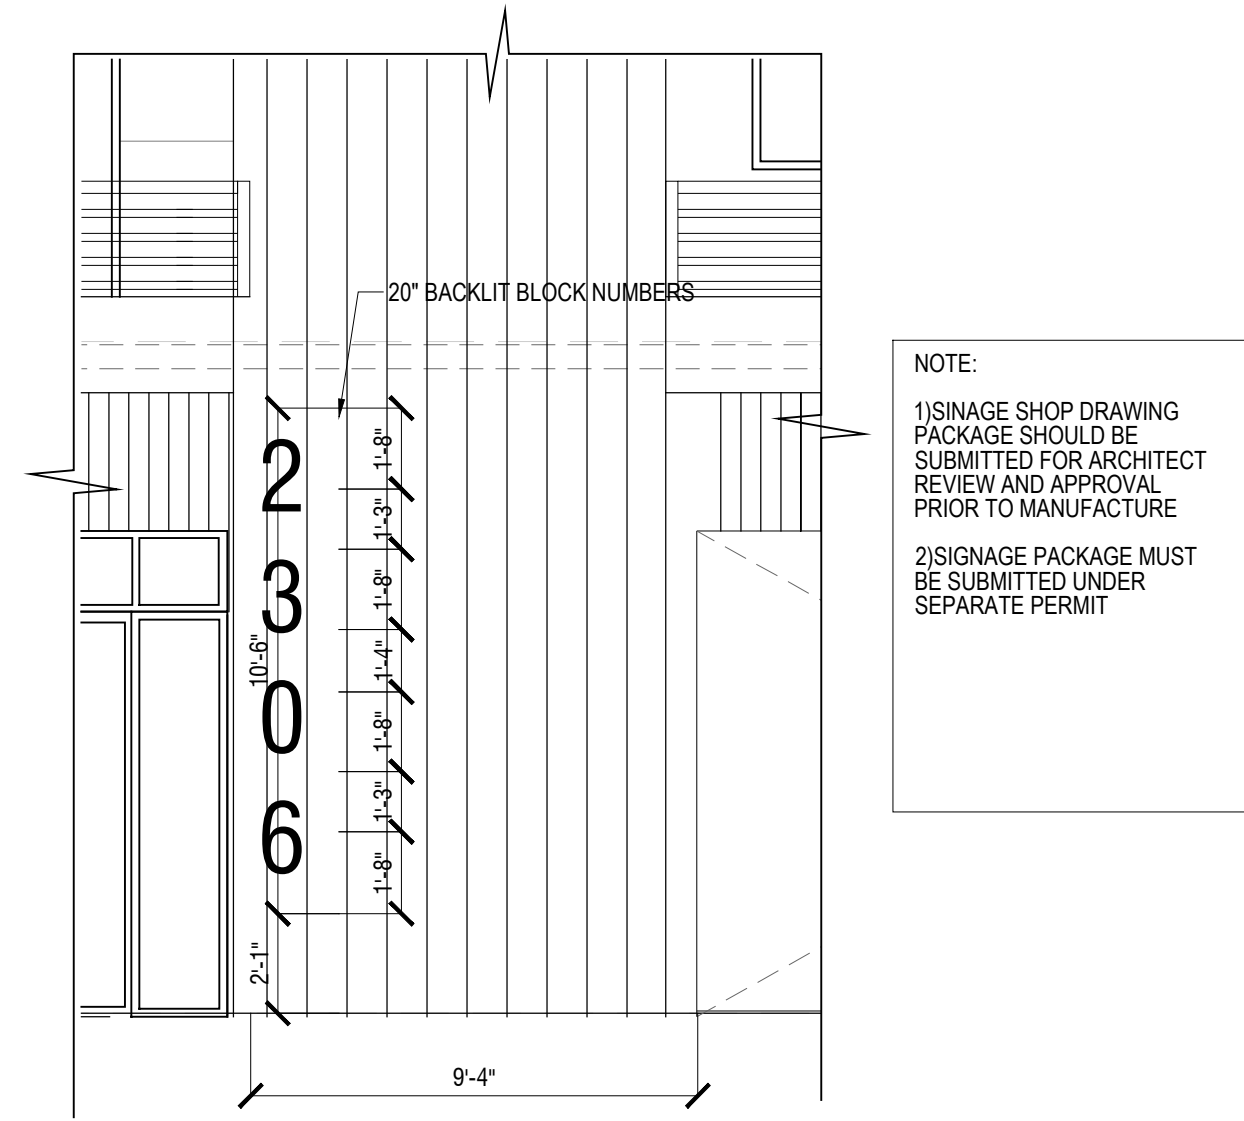 20" BACKLIT BLOCK NUMBERS
NOTE:
1)SINAGE SHOP DRAWING
PACKAGE SHOULD BE
SUBMITTED FOR ARCHITECT
REVIEW AND APPROVAL
PRIOR TO MANUFACTURE
2)SIGNAGE PACKAGE MUST
BE SUBMITTED UNDER
SEPARATE PERMIT
2
3
0
6
1'-8"
1'-3"
1'-8"
1'-4"
1'-8"
1'-3"
1'-8"
10'-6"
2'-1"
9'-4"